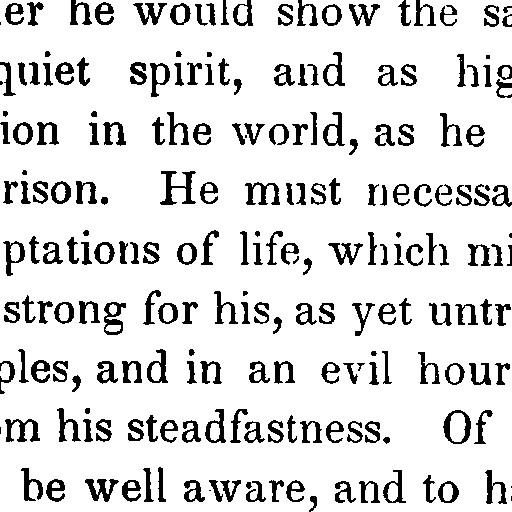 er he would show the sa
quiet spirit, and as hig
ion in the world, as he
rison. He must necessa
ptations of life, which mi
strong for his, as yet untr
ples, and in an evil hour
om his steadfastness. Of
be well aware, and to ha